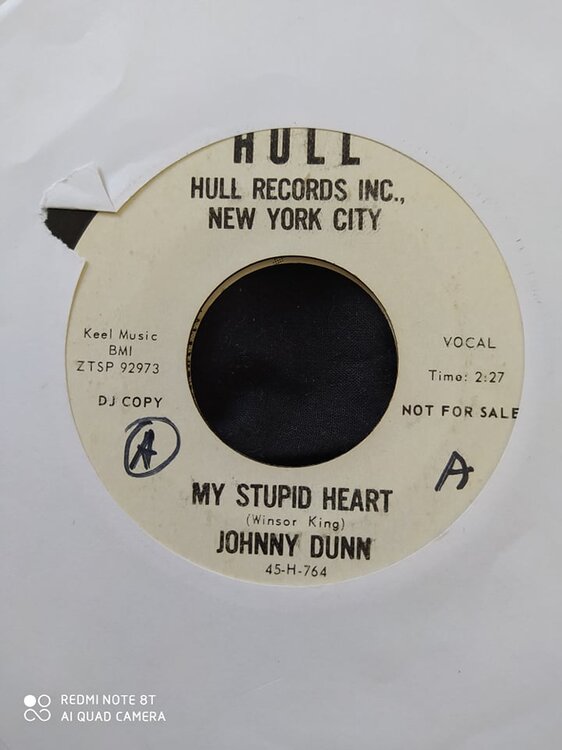 HULL
HULL RECORDS INC.,
NEW YORK CITY
Keel Music
BMI
ZTSP 92973
DJ COPY
A
VOCAL
Time: 2:27
NOT FOR SALE
A
MY STUPID HEART
(Winsor King)
JOHNNY DUNN
45-H-764
REDMI NOTE 8T
AI QUAD CAMERA